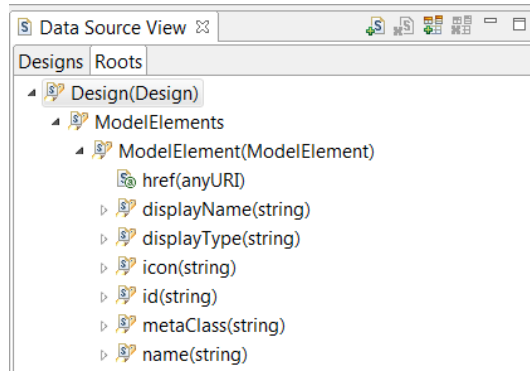 Data Source View
Designs Roots
Design(Design)
ModelElements
ModelElement(ModelElement)
href(anyURI)
displayName(string)
displayType(string)
icon(string)
id(string)
metaClass(string)
name(string)